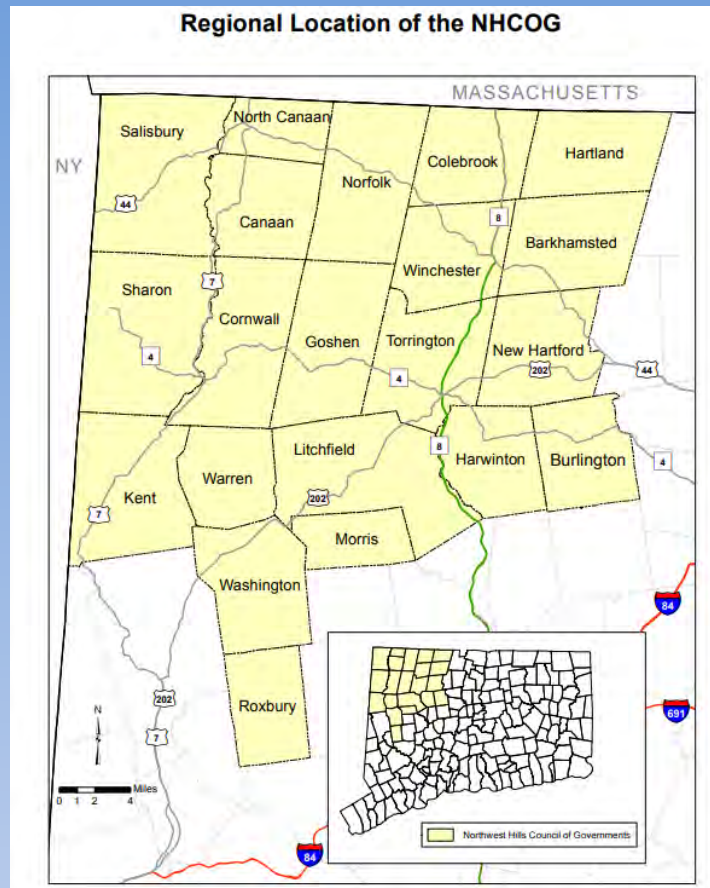 Regional Location of the NHCOG
MASSACHUSETTS
NY
Salisbury
North Canaan
Colebrook
Hartland
Norfolk
44
Canaan
8
Barkhamsted
Winchester
7
Sharon
Cornwall
Goshen
Torrington
New Hartford
4
4
202
44
8
Litchfield
Harwinton
Burlington
4
Warren
Kent
202
7
Morris
Washington
84
Roxbury
202
691
N
7
Miles
0 1 2 4
84
Northwest Hills Council of Governments